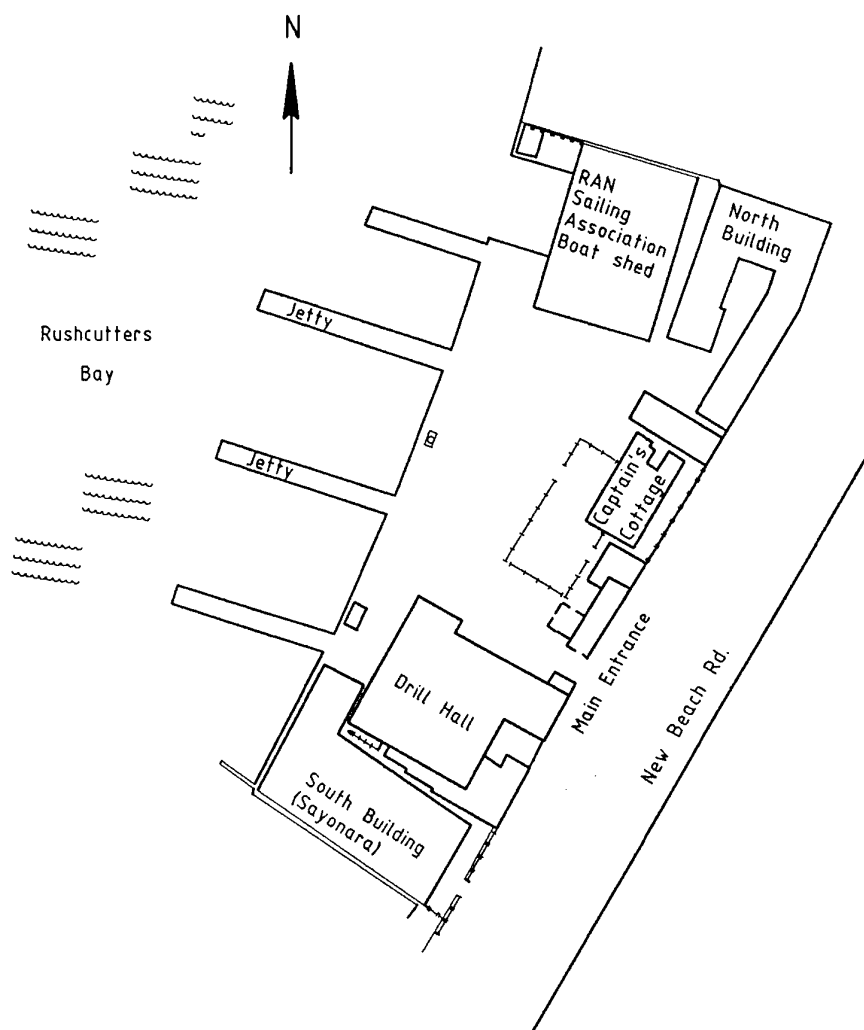 N
RAN
Sailing
Association
Boat shed
North
Building
Jetty
Rushcutters
Bay
Jetty
Captain's
Cottage
Main Entrance
New Beach Rd.
Drill Hall
South Building
(Sayonara)